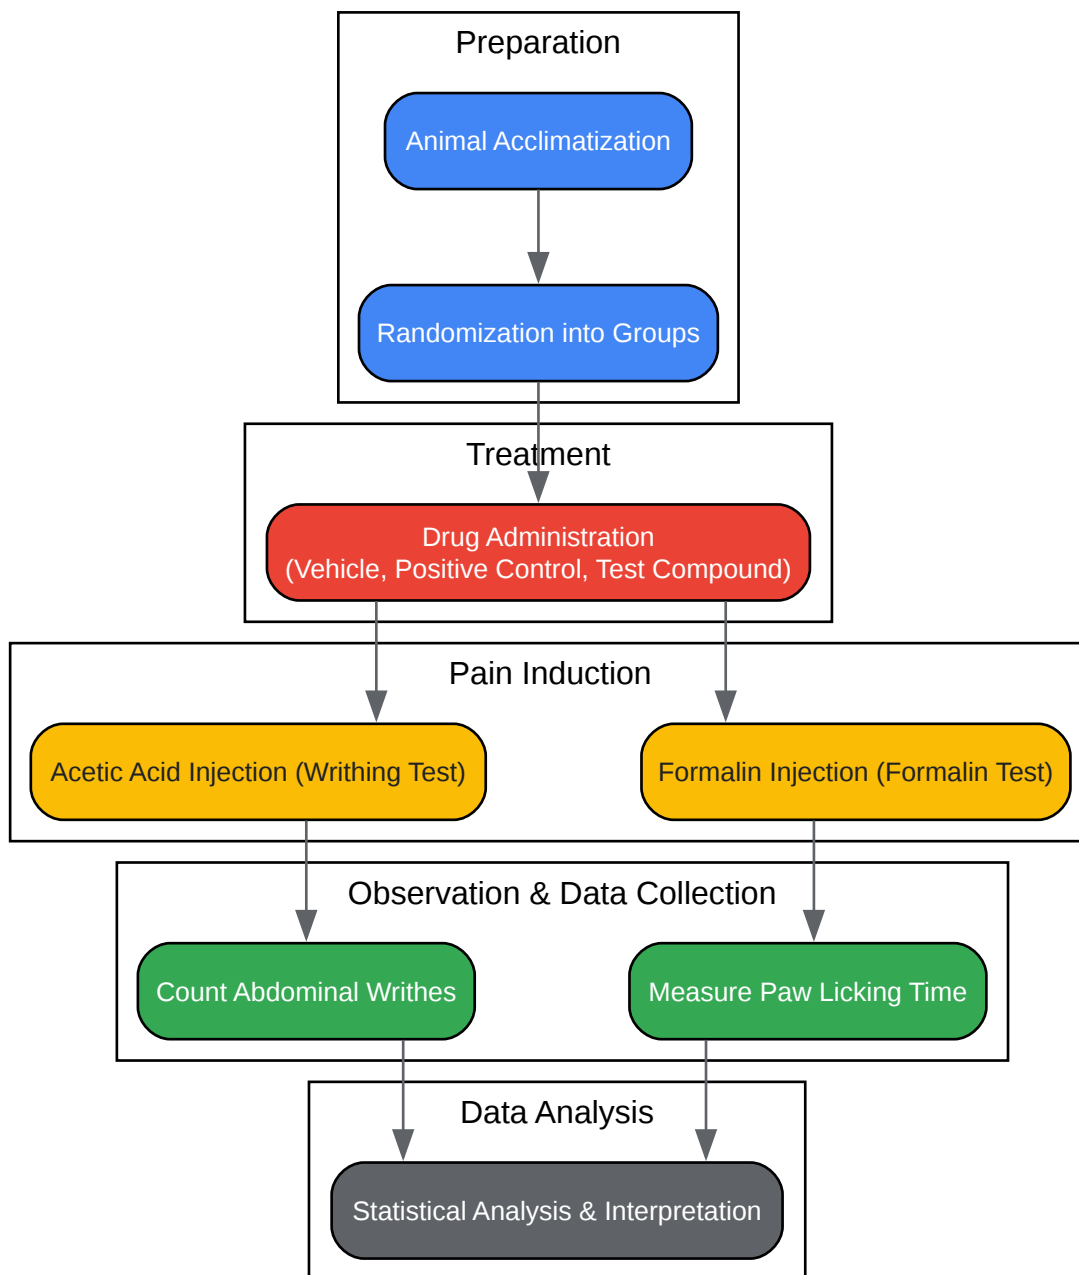 Preparation
Animal Acclimatization
Randomization into Groups
Treatment
Drug Administration
(Vehicle, Positive Control, Test Compound)
Pain Induction
Acetic Acid Injection (Writhing Test)
Formalin Injection (Formalin Test)
Observation & Data Collection
Count Abdominal Writhes
Measure Paw Licking Time
Data Analysis
Statistical Analysis & Interpretation